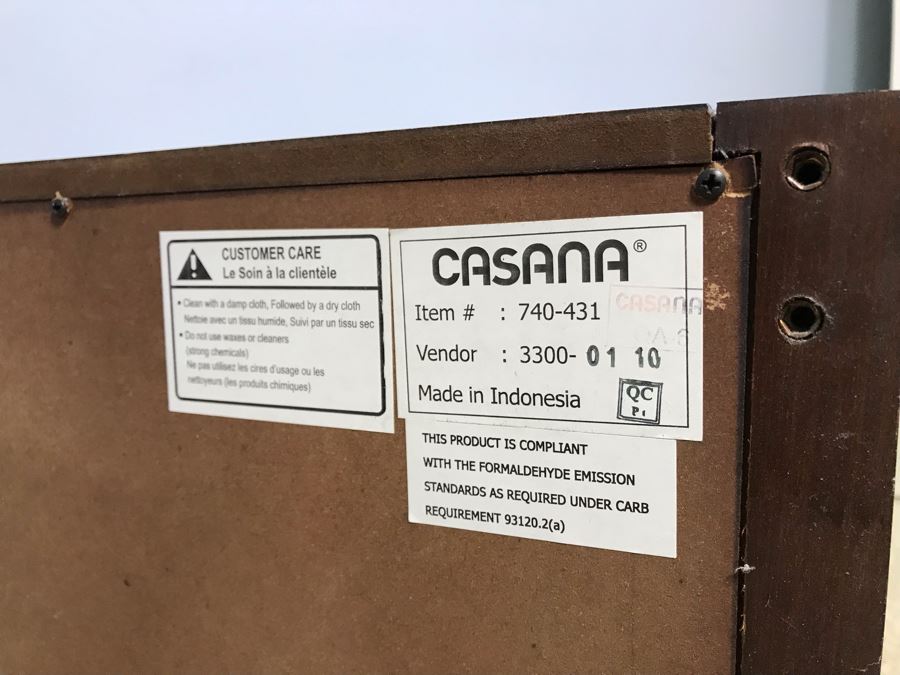 CUSTOMER CARE
Le Soin à la clientèle
• Clean with a damp cloth, Followed by a dry cloth
Nettoie avec un tissu humide, Suivi par un tissu sec
• Do not use waxes or cleaners
(strong chemicals)
Ne pas utilisez les cires d'usage ou les
nettoyeurs (les produits chimiques)
CASANA®
Item # : 740-431
CASANA
Vendor : 3300- 01 10
Made in Indonesia
QC
THIS PRODUCT IS COMPLIANT
WITH THE FORMALDEHYDE EMISSION
STANDARDS AS REQUIRED UNDER CARB
REQUIREMENT 93120.2(a)